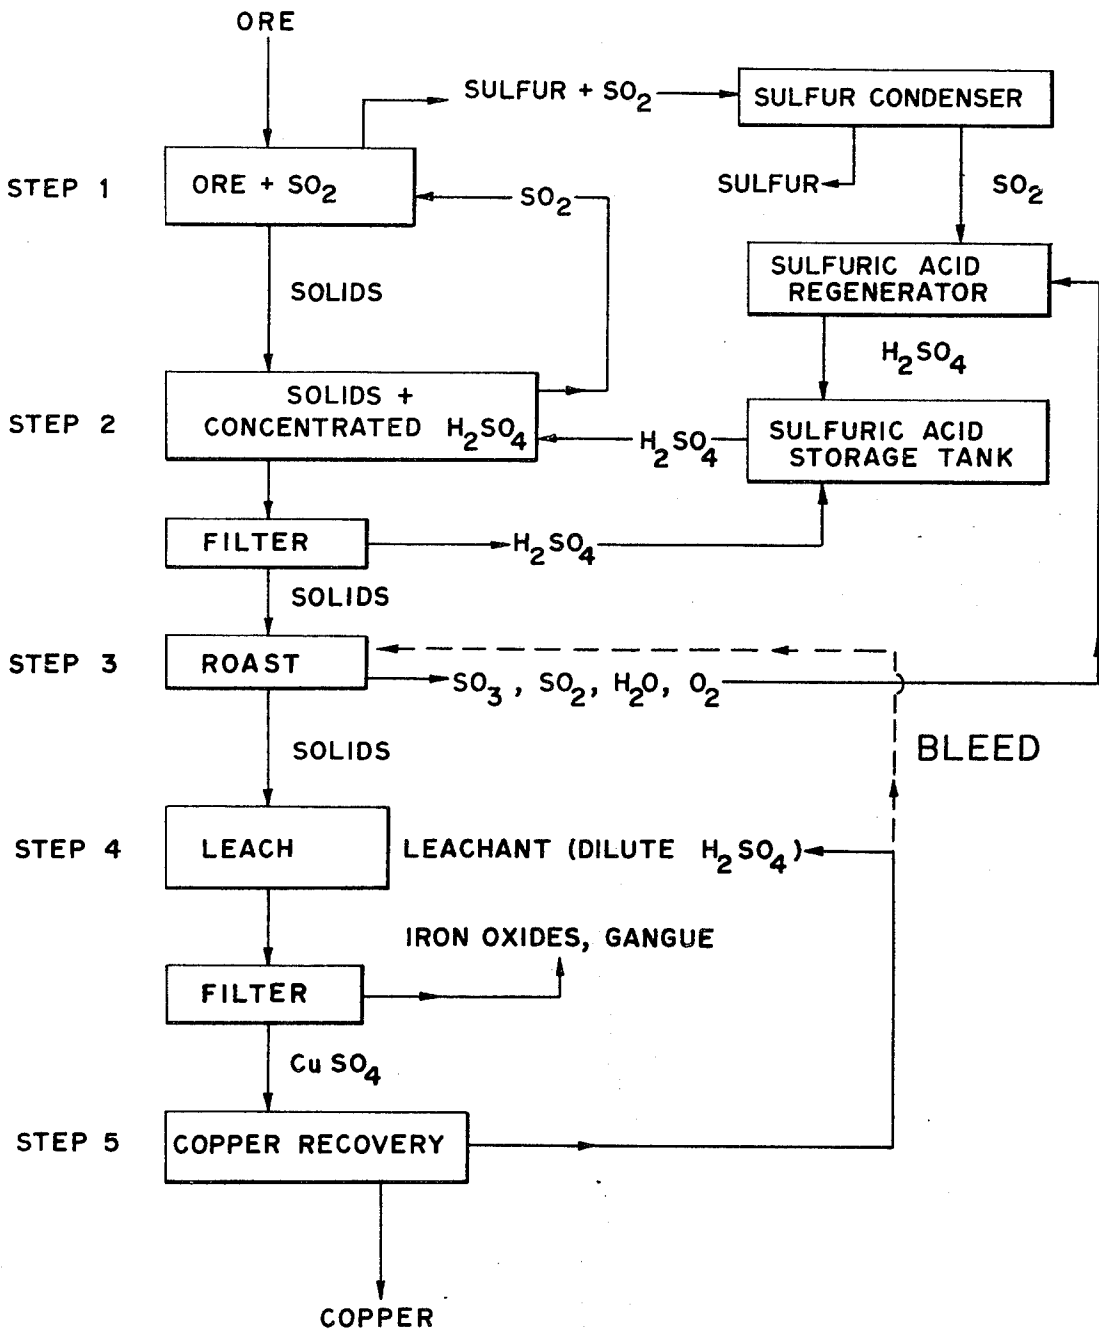 ORE
SULFUR + SO2
SULFUR CONDENSER
STEP 1
ORE + SO2
SO2
SULFUR
SO2
SOLIDS
SULFURIC ACID
REGENERATOR
H2SO4
STEP 2
SOLIDS +
CONCENTRATED H2SO4
H2SO4
SULFURIC ACID
STORAGE TANK
FILTER
H2SO4
SOLIDS
STEP 3
ROAST
SO3, SO2, H2O, O2
SOLIDS
BLEED
STEP 4
LEACH
LEACHANT (DILUTE H2SO4)
IRON OXIDES, GANGUE
FILTER
CuSO4
STEP 5
COPPER RECOVERY
COPPER